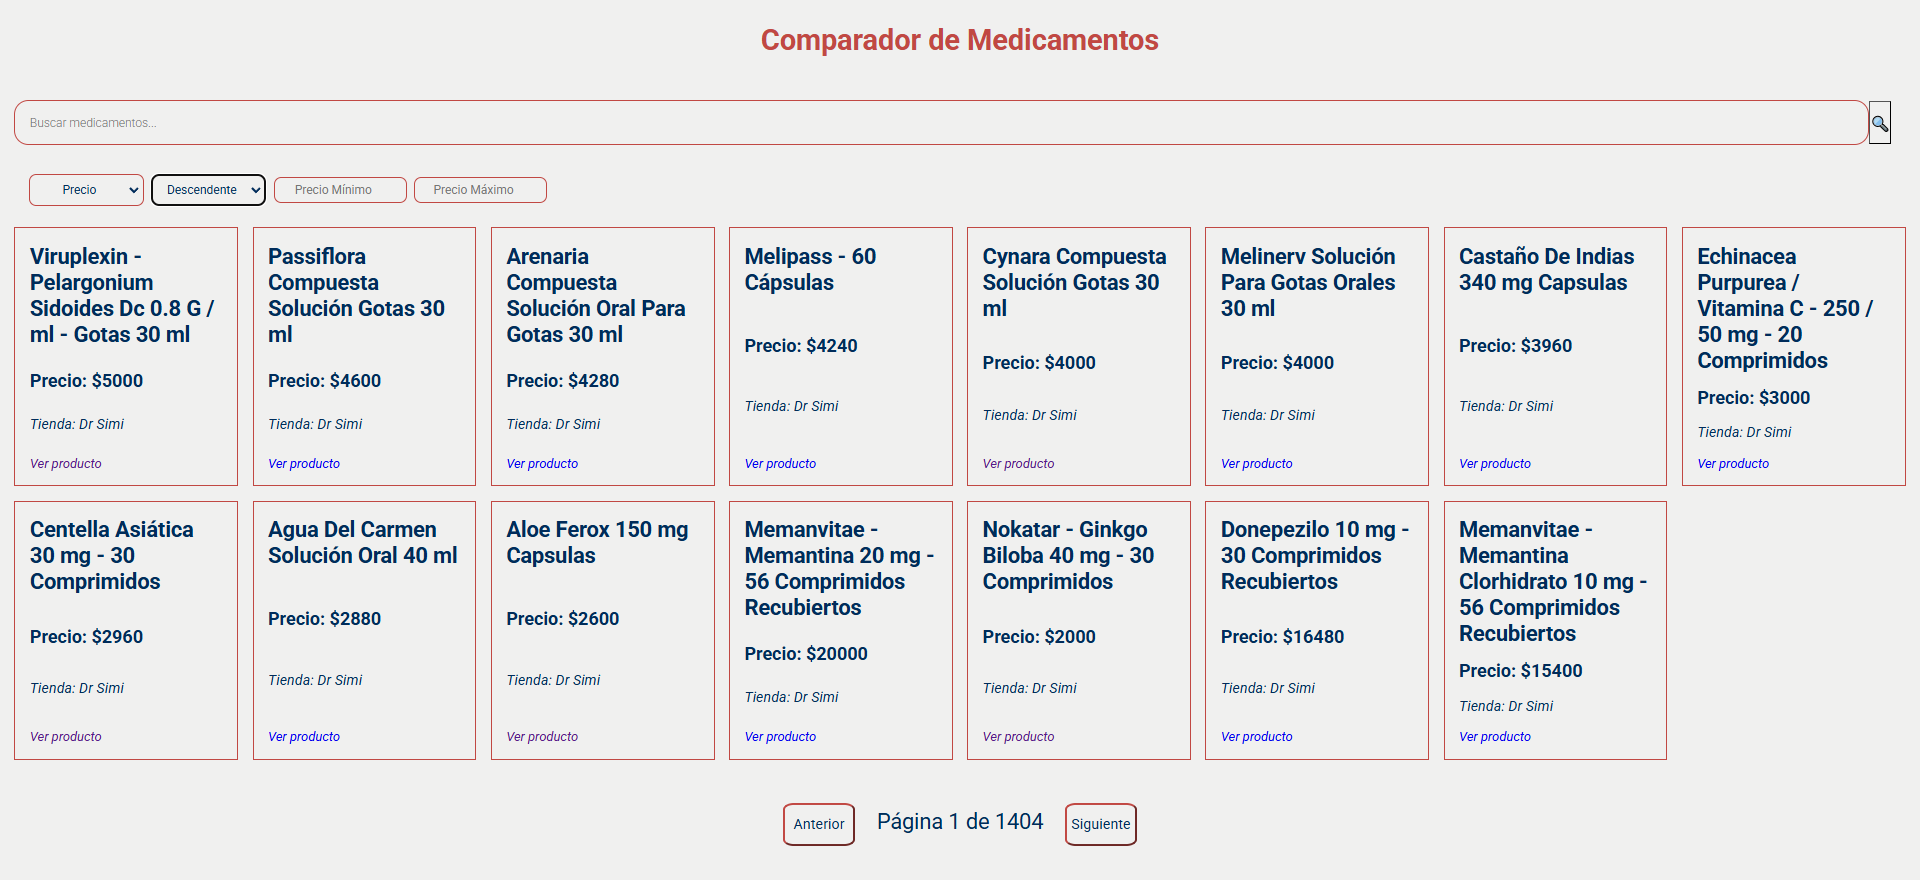 Comparador de Medicamentos
Buscar medicamentos...
Precio
Descendente
Precio Mínimo
Precio Máximo
Viruplexin -
Pelargonium
Sidoides Dc 0.8 G /
ml - Gotas 30 ml
Precio: $5000
Tienda: Dr Simi
Ver producto
Passiflora
Compuesta
Solución Gotas 30
ml
Precio: $4600
Tienda: Dr Simi
Ver producto
Arenaria
Compuesta
Solución Oral Para
Gotas 30 ml
Precio: $4280
Tienda: Dr Simi
Ver producto
Melipass - 60
Cápsulas
Precio: $4240
Tienda: Dr Simi
Ver producto
Cynara Compuesta
Solución Gotas 30
ml
Precio: $4000
Tienda: Dr Simi
Ver producto
Melinerv Solución
Para Gotas Orales
30 ml
Precio: $4000
Tienda: Dr Simi
Ver producto
Castaño De Indias
340 mg Capsulas
Precio: $3960
Tienda: Dr Simi
Ver producto
Echinacea
Purpurea /
Vitamina C - 250 /
50 mg - 20
Comprimidos
Precio: $3000
Tienda: Dr Simi
Ver producto
Centella Asiática
30 mg - 30
Comprimidos
Precio: $2960
Tienda: Dr Simi
Ver producto
Agua Del Carmen
Solución Oral 40 ml
Precio: $2880
Tienda: Dr Simi
Ver producto
Aloe Ferox 150 mg
Capsulas
Precio: $2600
Tienda: Dr Simi
Ver producto
Memanvitae -
Memantina 20 mg -
56 Comprimidos
Recubiertos
Precio: $20000
Tienda: Dr Simi
Ver producto
Nokatar - Ginkgo
Biloba 40 mg - 30
Comprimidos
Precio: $2000
Tienda: Dr Simi
Ver producto
Donepezilo 10 mg -
30 Comprimidos
Recubiertos
Precio: $16480
Tienda: Dr Simi
Ver producto
Memanvitae -
Memantina
Clorhidrato 10 mg -
56 Comprimidos
Recubiertos
Precio: $15400
Tienda: Dr Simi
Ver producto
Anterior
Página 1 de 1404
Siguiente